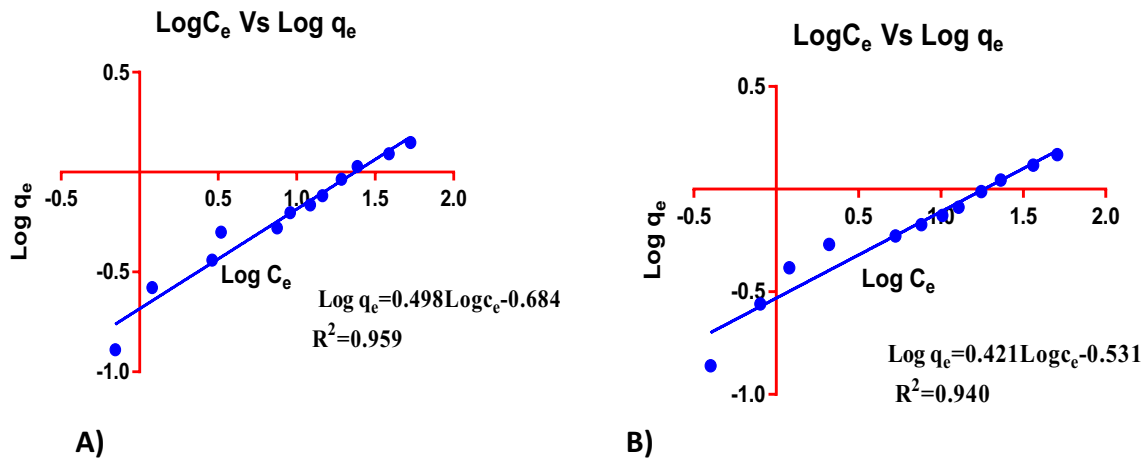 LogCₑ Vs Log qₑ
0.5
-0.5
0.5
1.0
1.5
2.0
Log qₑ
-0.5
Log Cₑ
Log qₑ=0.498Logcₑ-0.684
R²=0.959
-1.0
A)
LogCₑ Vs Log qₑ
0.5
-0.5
0.5
1.0
1.5
2.0
Log qₑ
-0.5
Log Cₑ
Log qₑ=0.421Logcₑ-0.531
R²=0.940
-1.0
B)